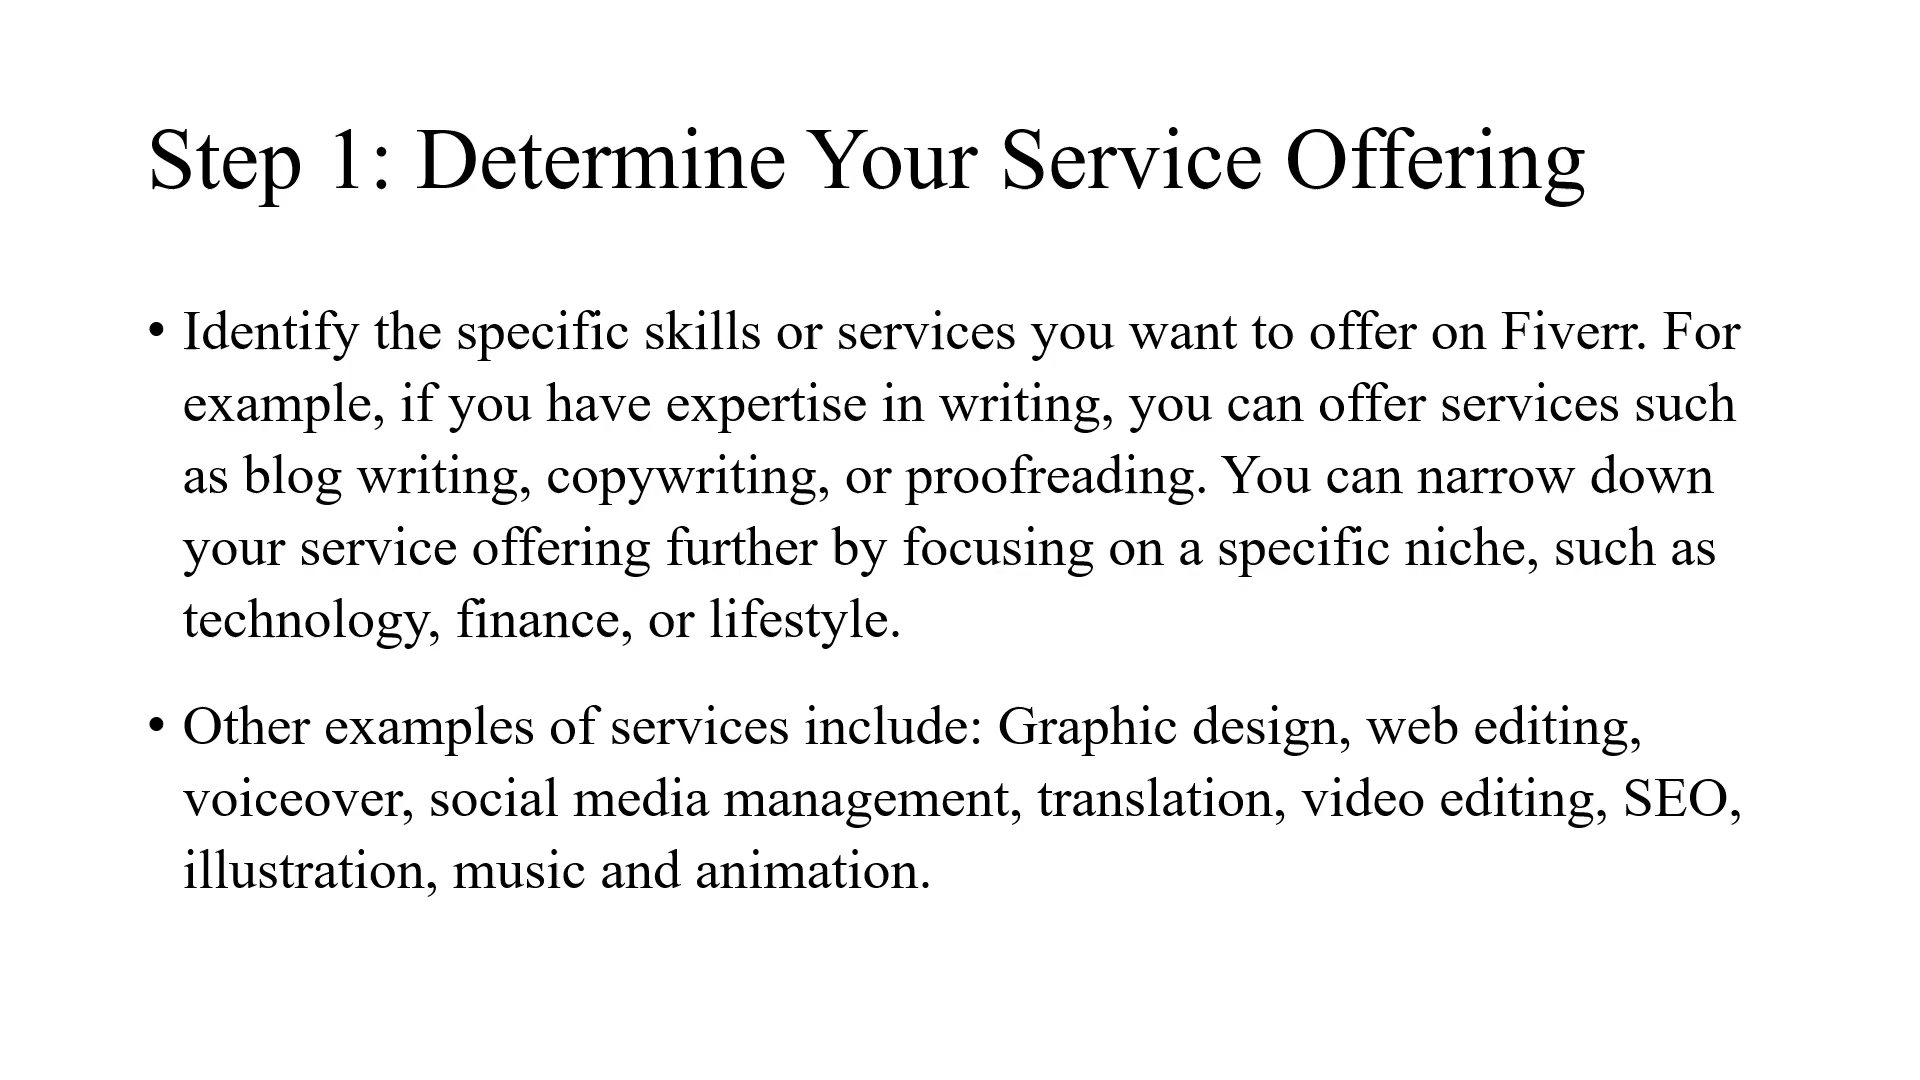 Step 1: Determine Your Service Offering
• Identify the specific skills or services you want to offer on Fiverr. For
example, if you have expertise in writing, you can offer services such
as blog writing, copywriting, or proofreading. You can narrow down
your service offering further by focusing on a specific niche, such as
technology, finance, or lifestyle.
• Other examples of services include: Graphic design, web editing,
voiceover, social media management, translation, video editing, SEO,
illustration, music and animation.